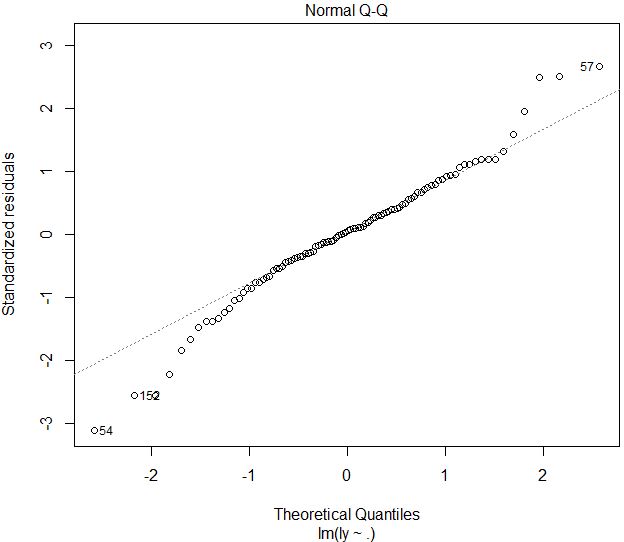 Normal Q-Q
3
2
1
0
-1
-2
-3
Standardized residuals
57
152
54
-2 -1 0 1 2
Theoretical Quantiles
lm(ly ~ .)